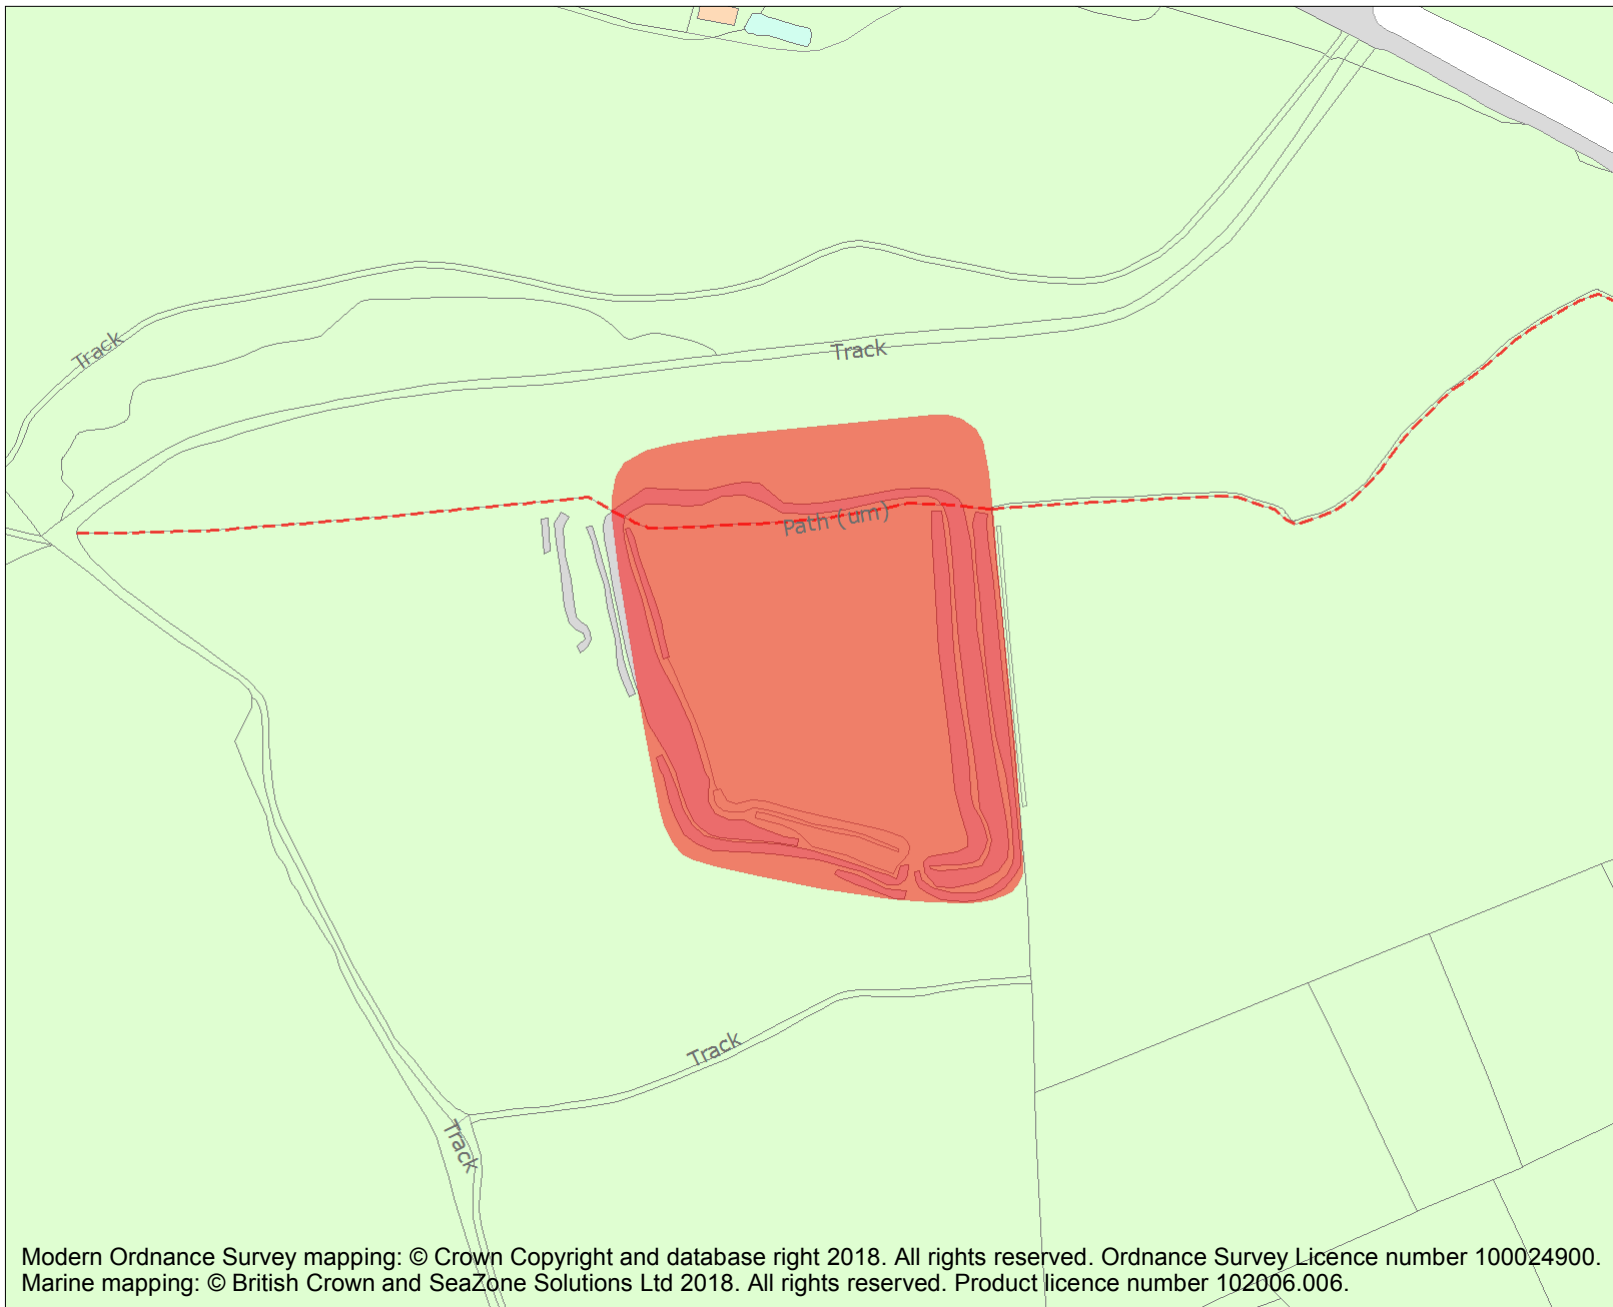 Track
Track
Path (um)
Track
Track
Modern Ordnance Survey mapping: © Crown Copyright and database right 2018. All rights reserved. Ordnance Survey Licence number 100024900.
Marine mapping: © British Crown and SeaZone Solutions Ltd 2018. All rights reserved. Product licence number 102006.006.